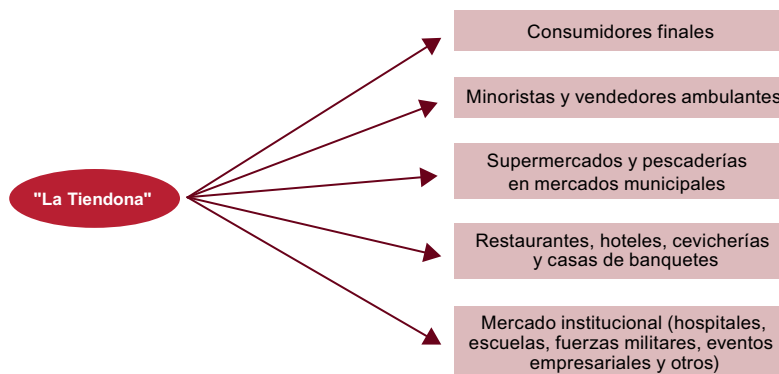 Consumidores finales
Minoristas y vendedores ambulantes
Supermercados y pescaderías
en mercados municipales
"La Tiendona"
Restaurantes, hoteles, cevicherías
y casas de banquetes
Mercado institucional (hospitales,
escuelas, fuerzas militares, eventos
empresariales y otros)